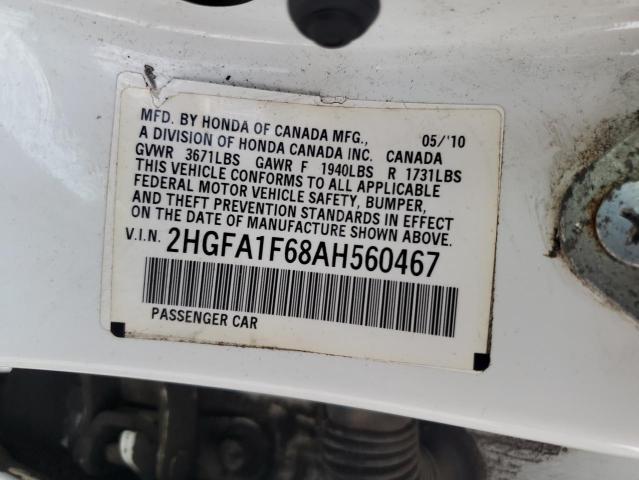 MFD. BY HONDA OF CANADA MFG., 05/'10
A DIVISION OF HONDA CANADA INC. CANADA
GVWR 3671LBS GAWR F 1940LBS R 1731LBS
THIS VEHICLE CONFORMS TO ALL APPLICABLE
FEDERAL MOTOR VEHICLE SAFETY, BUMPER,
AND THEFT PREVENTION STANDARDS IN EFFECT
ON THE DATE OF MANUFACTURE SHOWN ABOVE.
V.I.N. 2HGFA1F68AH560467
PASSENGER CAR